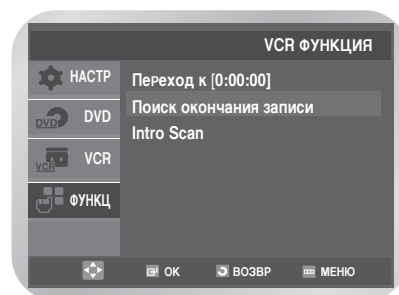 VCR ФУНКЦИЯ
НАСТР
DVD DVD
VCR VCR
ФУНКЦ
Переход к [0:00:00]
Поиск окончания записи
Intro Scan
ОК ВОЗВР МЕНЮ